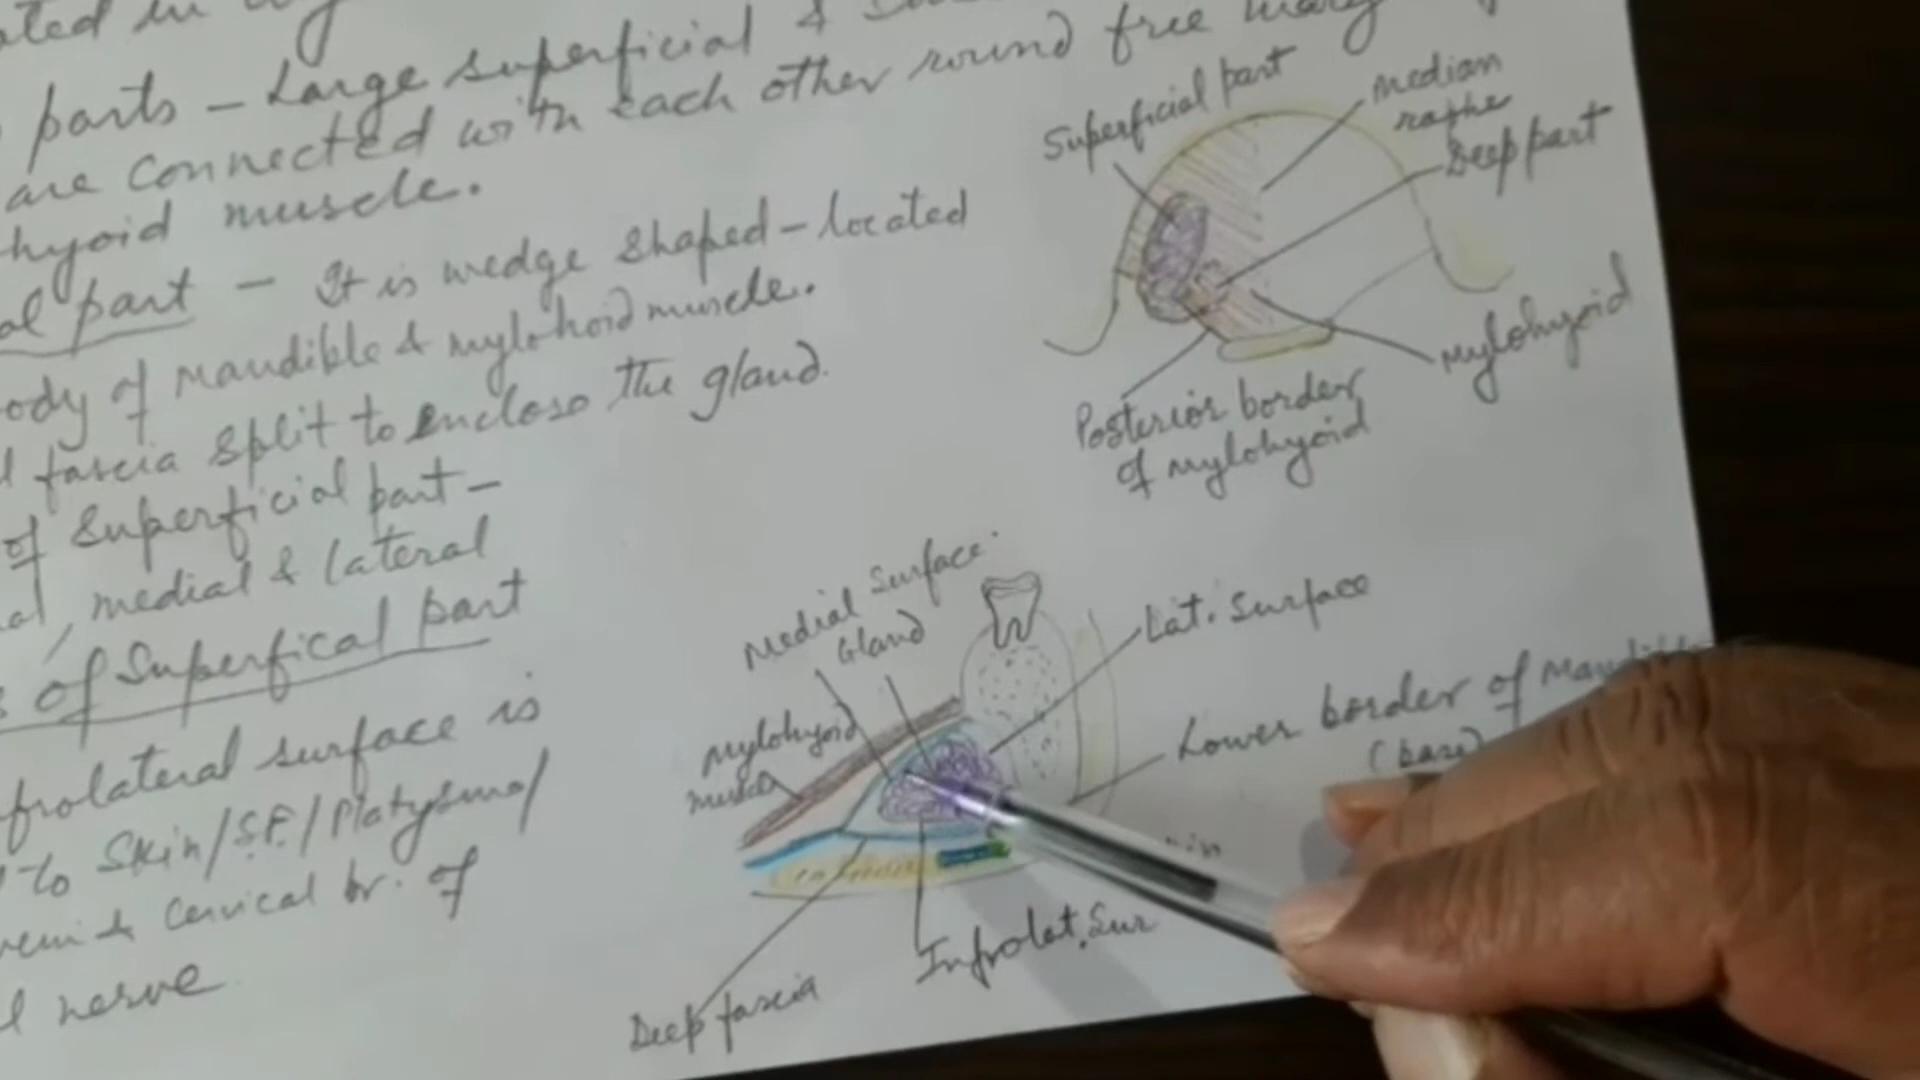 parts - Large superficial &
are connected with each other round free
hyoid muscle.
part - It is wedge shaped - located
body of Mandible & mylohoid muscle.
fascia split to enclose the gland.
of Superficial part -
medial & lateral
of Superfical part
frolateral surface is
to Skin/S.F./Platysma/
& Cervical br. of
nerve
Superficial part
Median
raphe
Deep part
Mylohyoid
Posterior border
of mylohyoid
Medial Surface
Gland
Lat. Surface
Mylohyoid
muscle
Lower border of
(base)
Infrolat. Sur
Deep fascia